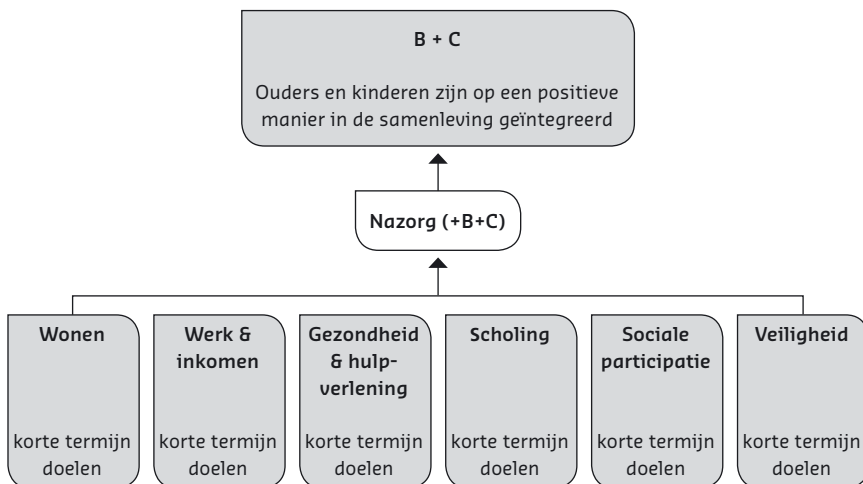 B + C
Ouders en kinderen zijn op een positieve
manier in de samenleving geïntegreerd
Nazorg (+B+C)
Wonen
korte termijn
doelen
Werk &
inkomen
korte termijn
doelen
Gezondheid
& hulp-
verlening
korte termijn
doelen
Scholing
korte termijn
doelen
Sociale
participatie
korte termijn
doelen
Veiligheid
korte termijn
doelen